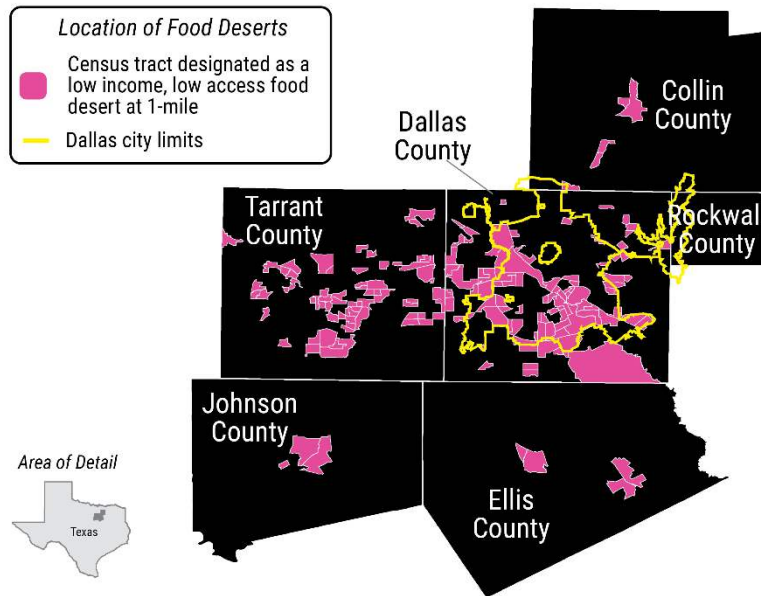 Location of Food Deserts
Census tract designated as a
low income, low access food
desert at 1-mile
Dallas city limits
Collin
County
Dallas
County
Tarrant
County
Rockwall
County
Johnson
County
Ellis
County
Area of Detail
Texas